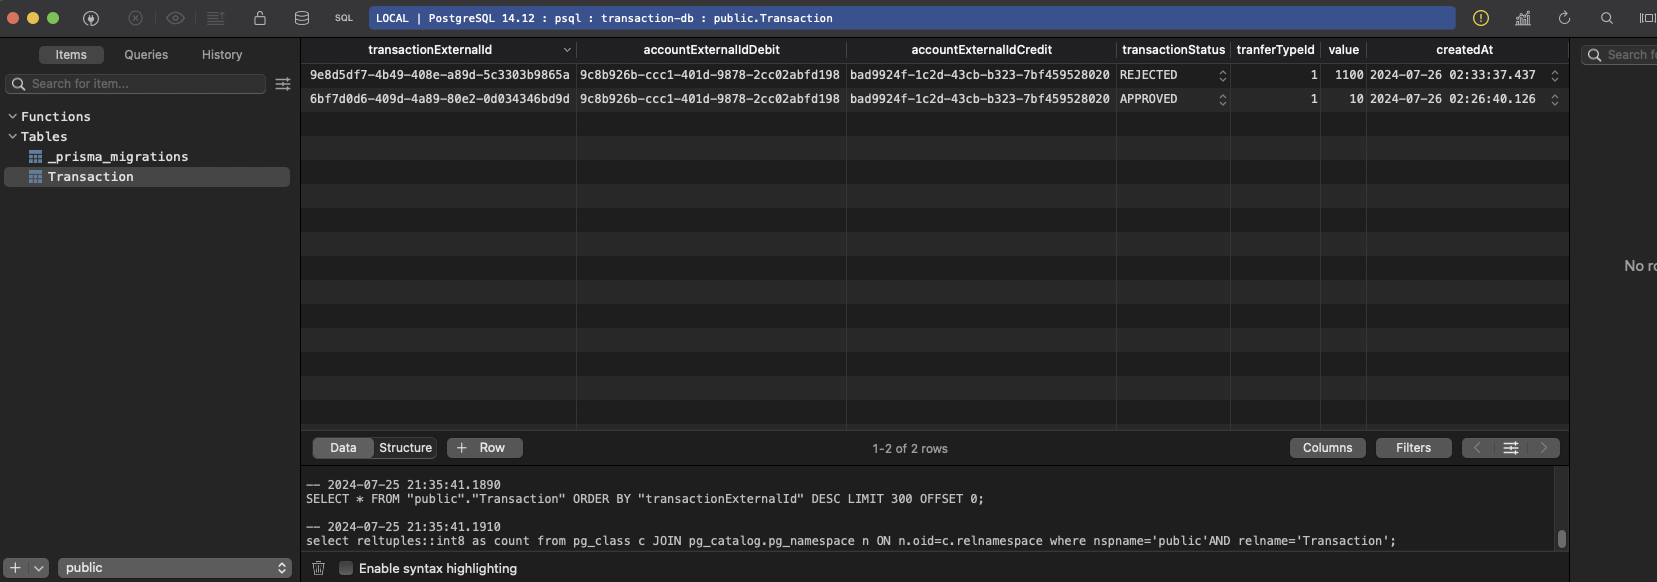 SQL LOCAL | PostgreSQL 14.12 : psql : transaction-db : public.Transaction
Items Queries History
Search for item...
Functions
Tables
_prisma_migrations
Transaction
transactionExternalId accountExternalIdDebit accountExternalIdCredit transactionStatus tranferTypeId value createdAt
9e8d5df7-4b49-408e-a89d-5c3303b9865a 9c8b926b-ccc1-401d-9878-2cc02abfd198 bad9924f-1c2d-43cb-b323-7bf459528020 REJECTED 1 1100 2024-07-26 02:33:37.437
6bf7d0d6-409d-4a89-80e2-0d034346bd9d 9c8b926b-ccc1-401d-9878-2cc02abfd198 bad9924f-1c2d-43cb-b323-7bf459528020 APPROVED 1 10 2024-07-26 02:26:40.126
Search
No
Data Structure + Row 1-2 of 2 rows Columns Filters
-- 2024-07-25 21:35:41.1890
SELECT * FROM "public"."Transaction" ORDER BY "transactionExternalId" DESC LIMIT 300 OFFSET 0;
-- 2024-07-25 21:35:41.1910
select reltuples::int8 as count from pg_class c JOIN pg_catalog.pg_namespace n ON n.oid=c.relnamespace where nspname='public'AND relname='Transaction';
+ public
Enable syntax highlighting